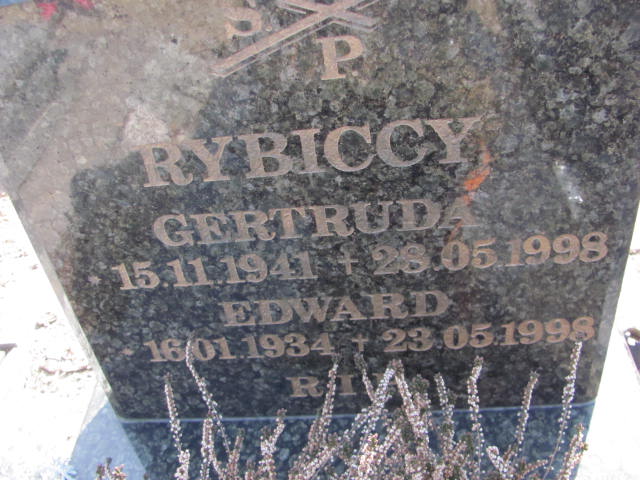 Ś. P.
RYBICCY
GERTRUDA
* 15.11.1941 + 28.05.1998
EDWARD
* 16.01.1934 + 23.05.1998
R.I.